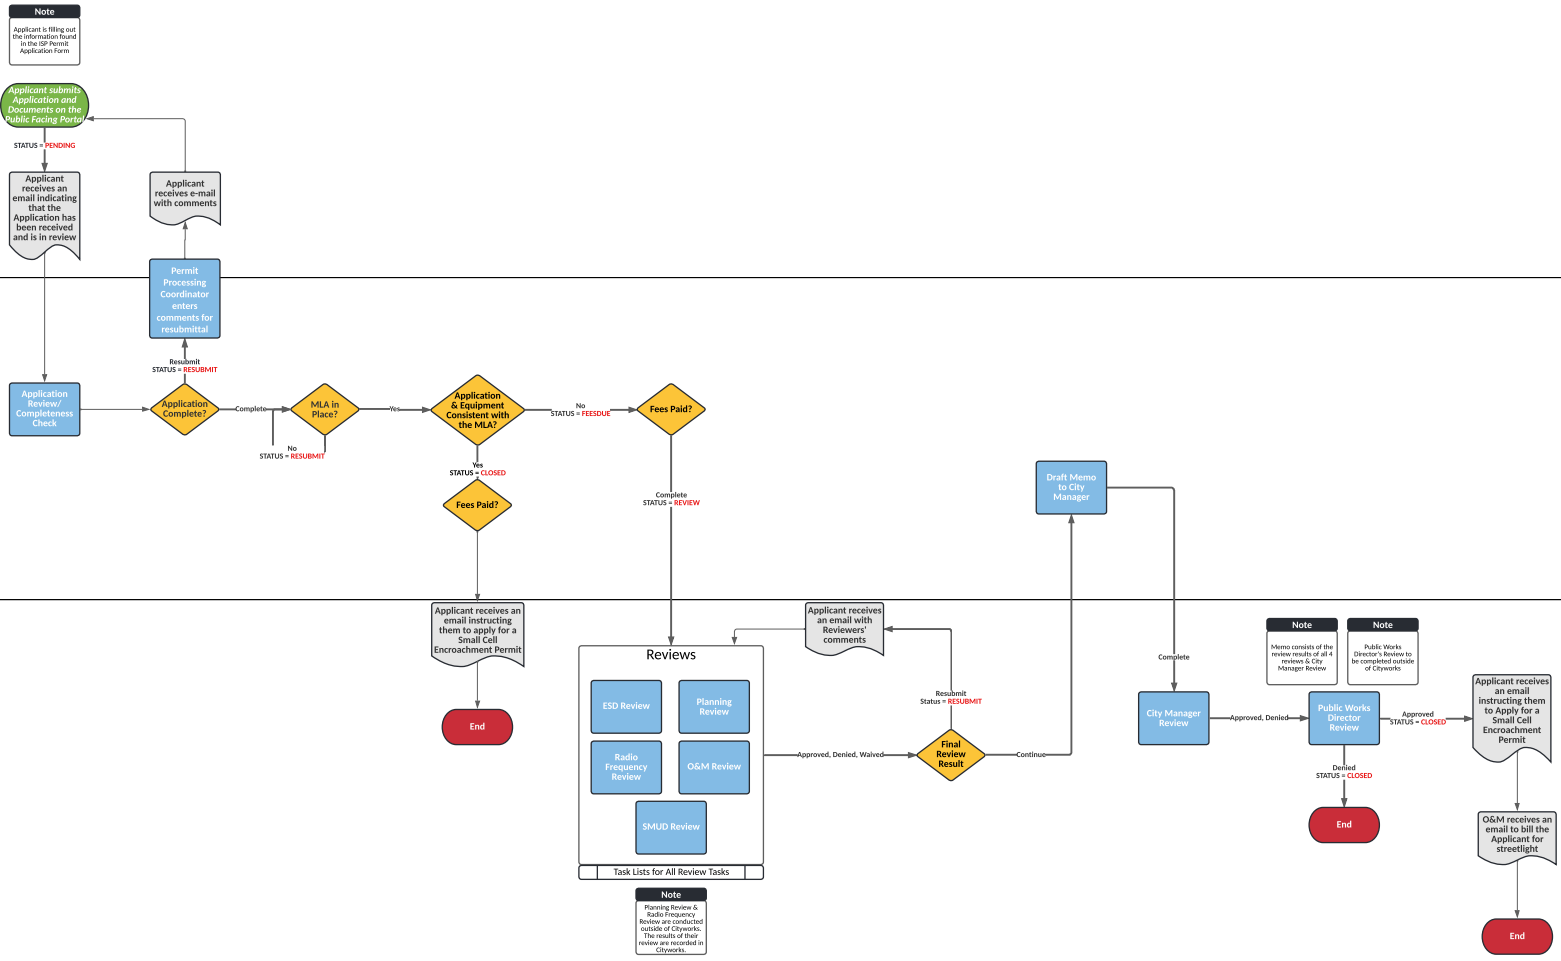 Note
Applicant is filling out
the information found
in the ISP Permit
Application Form
Applicant submits
Application and
Documents on the
Public Facing Portal
STATUS = PENDING
Applicant
receives an
email indicating
that the
Application has
been received
and is in review
Applicant
receives e-mail
with comments
Permit
Processing
Coordinator
enters
comments for
resubmittal
Resubmit
STATUS = RESUBMIT
Application
Review/
Completeness
Check
Application
Complete?
Complete
MLA in
Place?
No
STATUS = RESUBMIT
Yes
Application
& Equipment
Consistent with
the MLA?
No
STATUS = FEESDUE
Fees Paid?
Yes
STATUS = CLOSED
Fees Paid?
Complete
STATUS = REVIEW
Applicant receives an
email instructing
them to apply for a
Small Cell
Encroachment Permit
End
Reviews
ESD Review
Planning
Review
Radio
Frequency
Review
O&M Review
SMUD Review
Task Lists for All Review Tasks
Note
Planning Review &
Radio Frequency
Review are conducted
outside of Cityworks.
The results of their
review are recorded in
Cityworks.
Applicant receives
an email with
Reviewers'
comments
Resubmit
Status = RESUBMIT
Approved, Denied, Waived
Final
Review
Result
Continue
Draft Memo
to City
Manager
Complete
City Manager
Review
Approved, Denied
Note
Memo consists of the
review results of all 4
reviews & City
Manager Review
Note
Public Works
Director's Review to
be completed outside
of Cityworks
Public Works
Director
Review
Approved
STATUS = CLOSED
Denied
STATUS = CLOSED
End
Applicant receives
an email
instructing them
to Apply for a
Small Cell
Encroachment
Permit
O&M receives an
email to bill the
Applicant for
streetlight
End